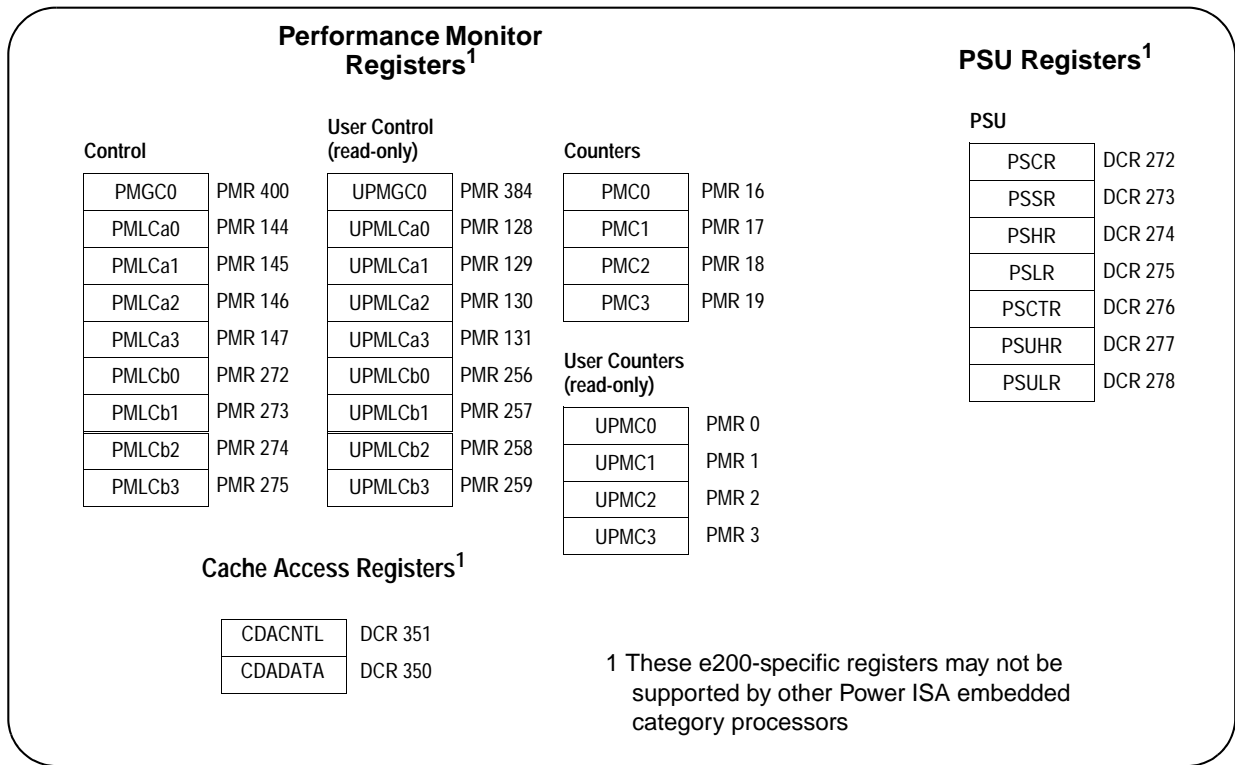 Performance Monitor
Registers1
PSU Registers1
Control
PMGC0 PMR 400
PMLCa0 PMR 144
PMLCa1 PMR 145
PMLCa2 PMR 146
PMLCa3 PMR 147
PMLCb0 PMR 272
PMLCb1 PMR 273
PMLCb2 PMR 274
PMLCb3 PMR 275
User Control
(read-only)
UPMGC0 PMR 384
UPMLCa0 PMR 128
UPMLCa1 PMR 129
UPMLCa2 PMR 130
UPMLCa3 PMR 131
UPMLCb0 PMR 256
UPMLCb1 PMR 257
UPMLCb2 PMR 258
UPMLCb3 PMR 259
Counters
PMC0 PMR 16
PMC1 PMR 17
PMC2 PMR 18
PMC3 PMR 19
User Counters
(read-only)
UPMC0 PMR 0
UPMC1 PMR 1
UPMC2 PMR 2
UPMC3 PMR 3
PSU
PSCR DCR 272
PSSR DCR 273
PSHR DCR 274
PSLR DCR 275
PSCTR DCR 276
PSUHR DCR 277
PSULR DCR 278
Cache Access Registers1
CDACNTL DCR 351
CDADATA DCR 350
1 These e200-specific registers may not be
supported by other Power ISA embedded
category processors